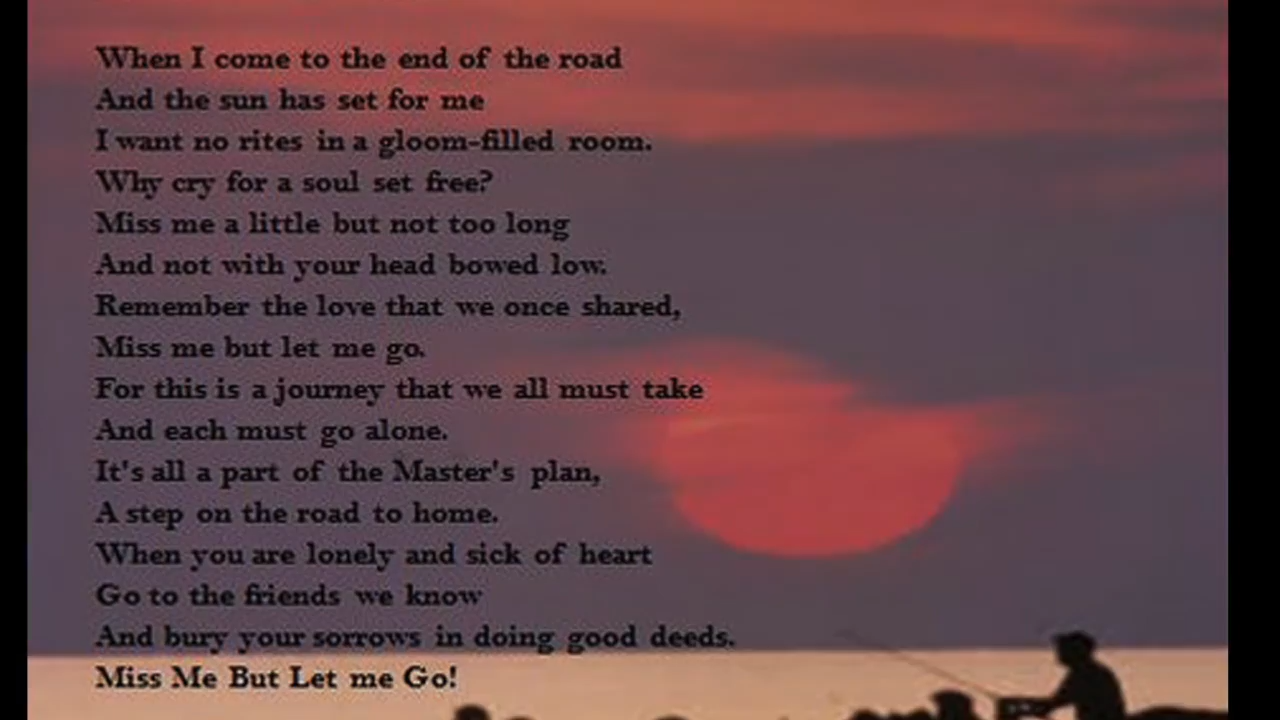 When I come to the end of the road
And the sun has set for me
I want no rites in a gloom-filled room.
Why cry for a soul set free?
Miss me a little but not too long
And not with your head bowed low.
Remember the love that we once shared,
Miss me but let me go.
For this is a journey that we all must take
And each must go alone.
It's all a part of the Master's plan,
A step on the road to home.
When you are lonely and sick of heart
Go to the friends we know
And bury your sorrows in doing good deeds.
Miss Me But Let me Go!